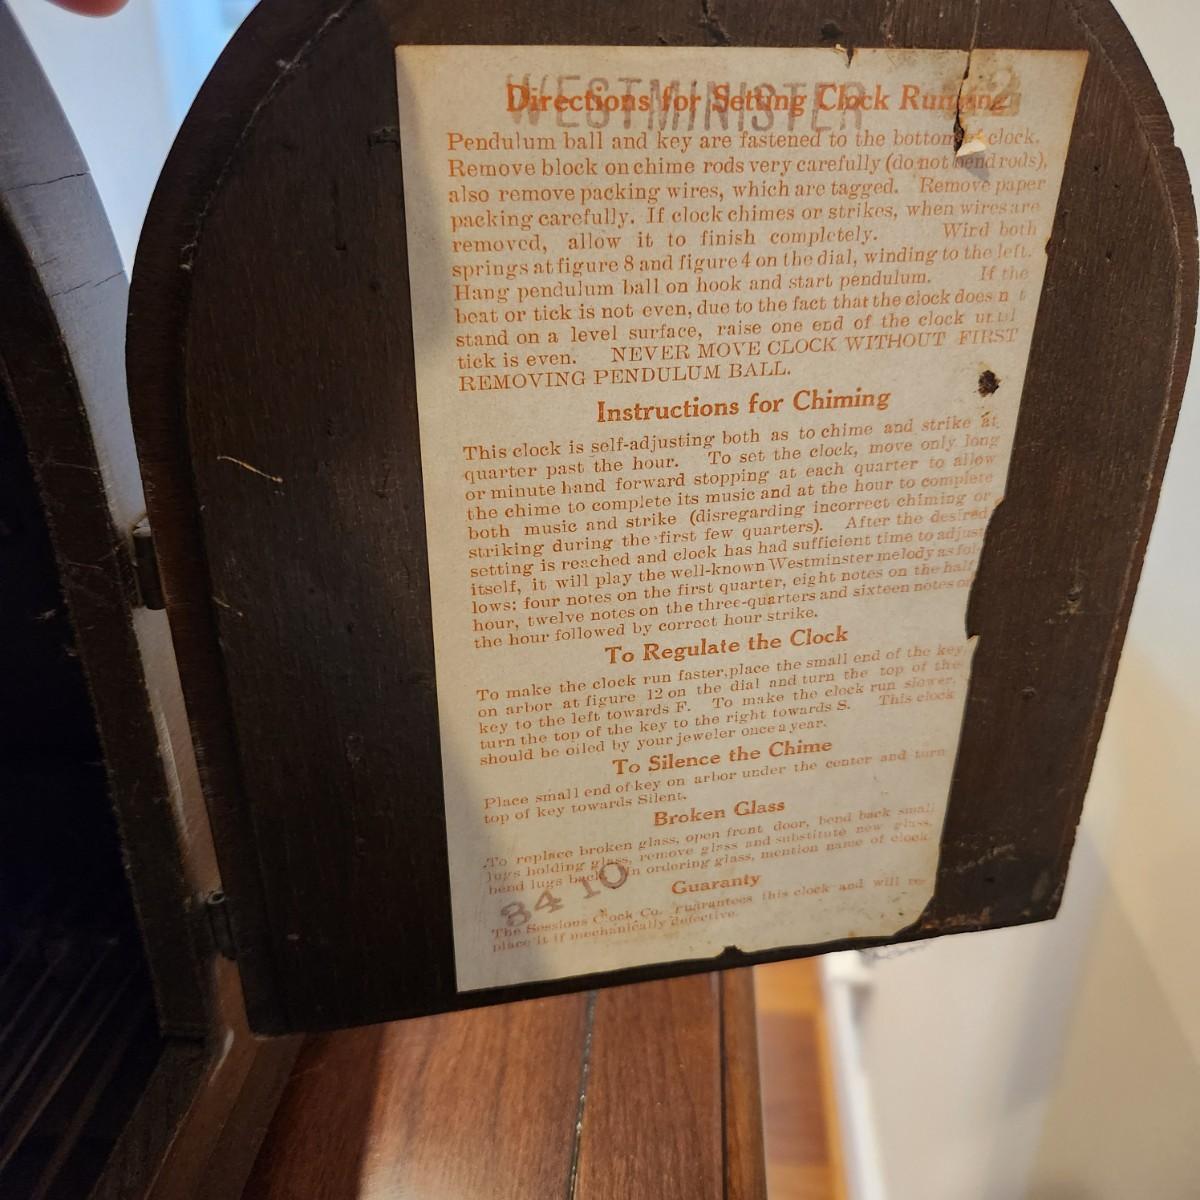 WESTMINISTER
Directions for Setting Clock Running
Pendulum ball and key are fastened to the bottom clock.
Remove block on chime rods very carefully (do not bend rods),
also remove packing wires, which are tagged. Remove paper
packing carefully. If clock chimes or strikes, when wires are
removed, allow it to finish completely. Wird both
springs at figure 8 and figure 4 on the dial, winding to the left.
Hang pendulum ball on hook and start pendulum. If the
beat or tick is not even, due to the fact that the clock does n t
stand on a level surface, raise one end of the clock until
tick is even. NEVER MOVE CLOCK WITHOUT FIRST
REMOVING PENDULUM BALL.
Instructions for Chiming
This clock is self-adjusting both as to chime and strike at
quarter past the hour. To set the clock, move only long
or minute hand forward stopping at each quarter to allow
the chime to complete its music and at the hour to complete
both music and strike (disregarding incorrect chiming or
striking during the first few quarters). After the desired
setting is reached and clock has had sufficient time to adjust
itself, it will play the well-known Westminster melody as fol-
lows: four notes on the first quarter, eight notes on the half
hour, twelve notes on the three-quarters and sixteen notes on
the hour followed by correct hour strike.
To Regulate the Clock
To make the clock run faster, place the small end of the key
on arbor at figure 12 on the dial and turn the top of the
key to the left towards F. To make the clock run slower,
turn the top of the key to the right towards S. This clock
should be oiled by your jeweler once a year.
To Silence the Chime
Place small end of key on arbor under the center and turn
top of key towards Silent.
Broken Glass
To replace broken glass, open front door, bend back small
lugs holding glass, remove glass and substitute new glass,
bend lugs back. In ordering glass, mention name of clock.
Guaranty
84 10
The Sessions Clock Co. guarantees this clock and will re-
place it if mechanically defective.